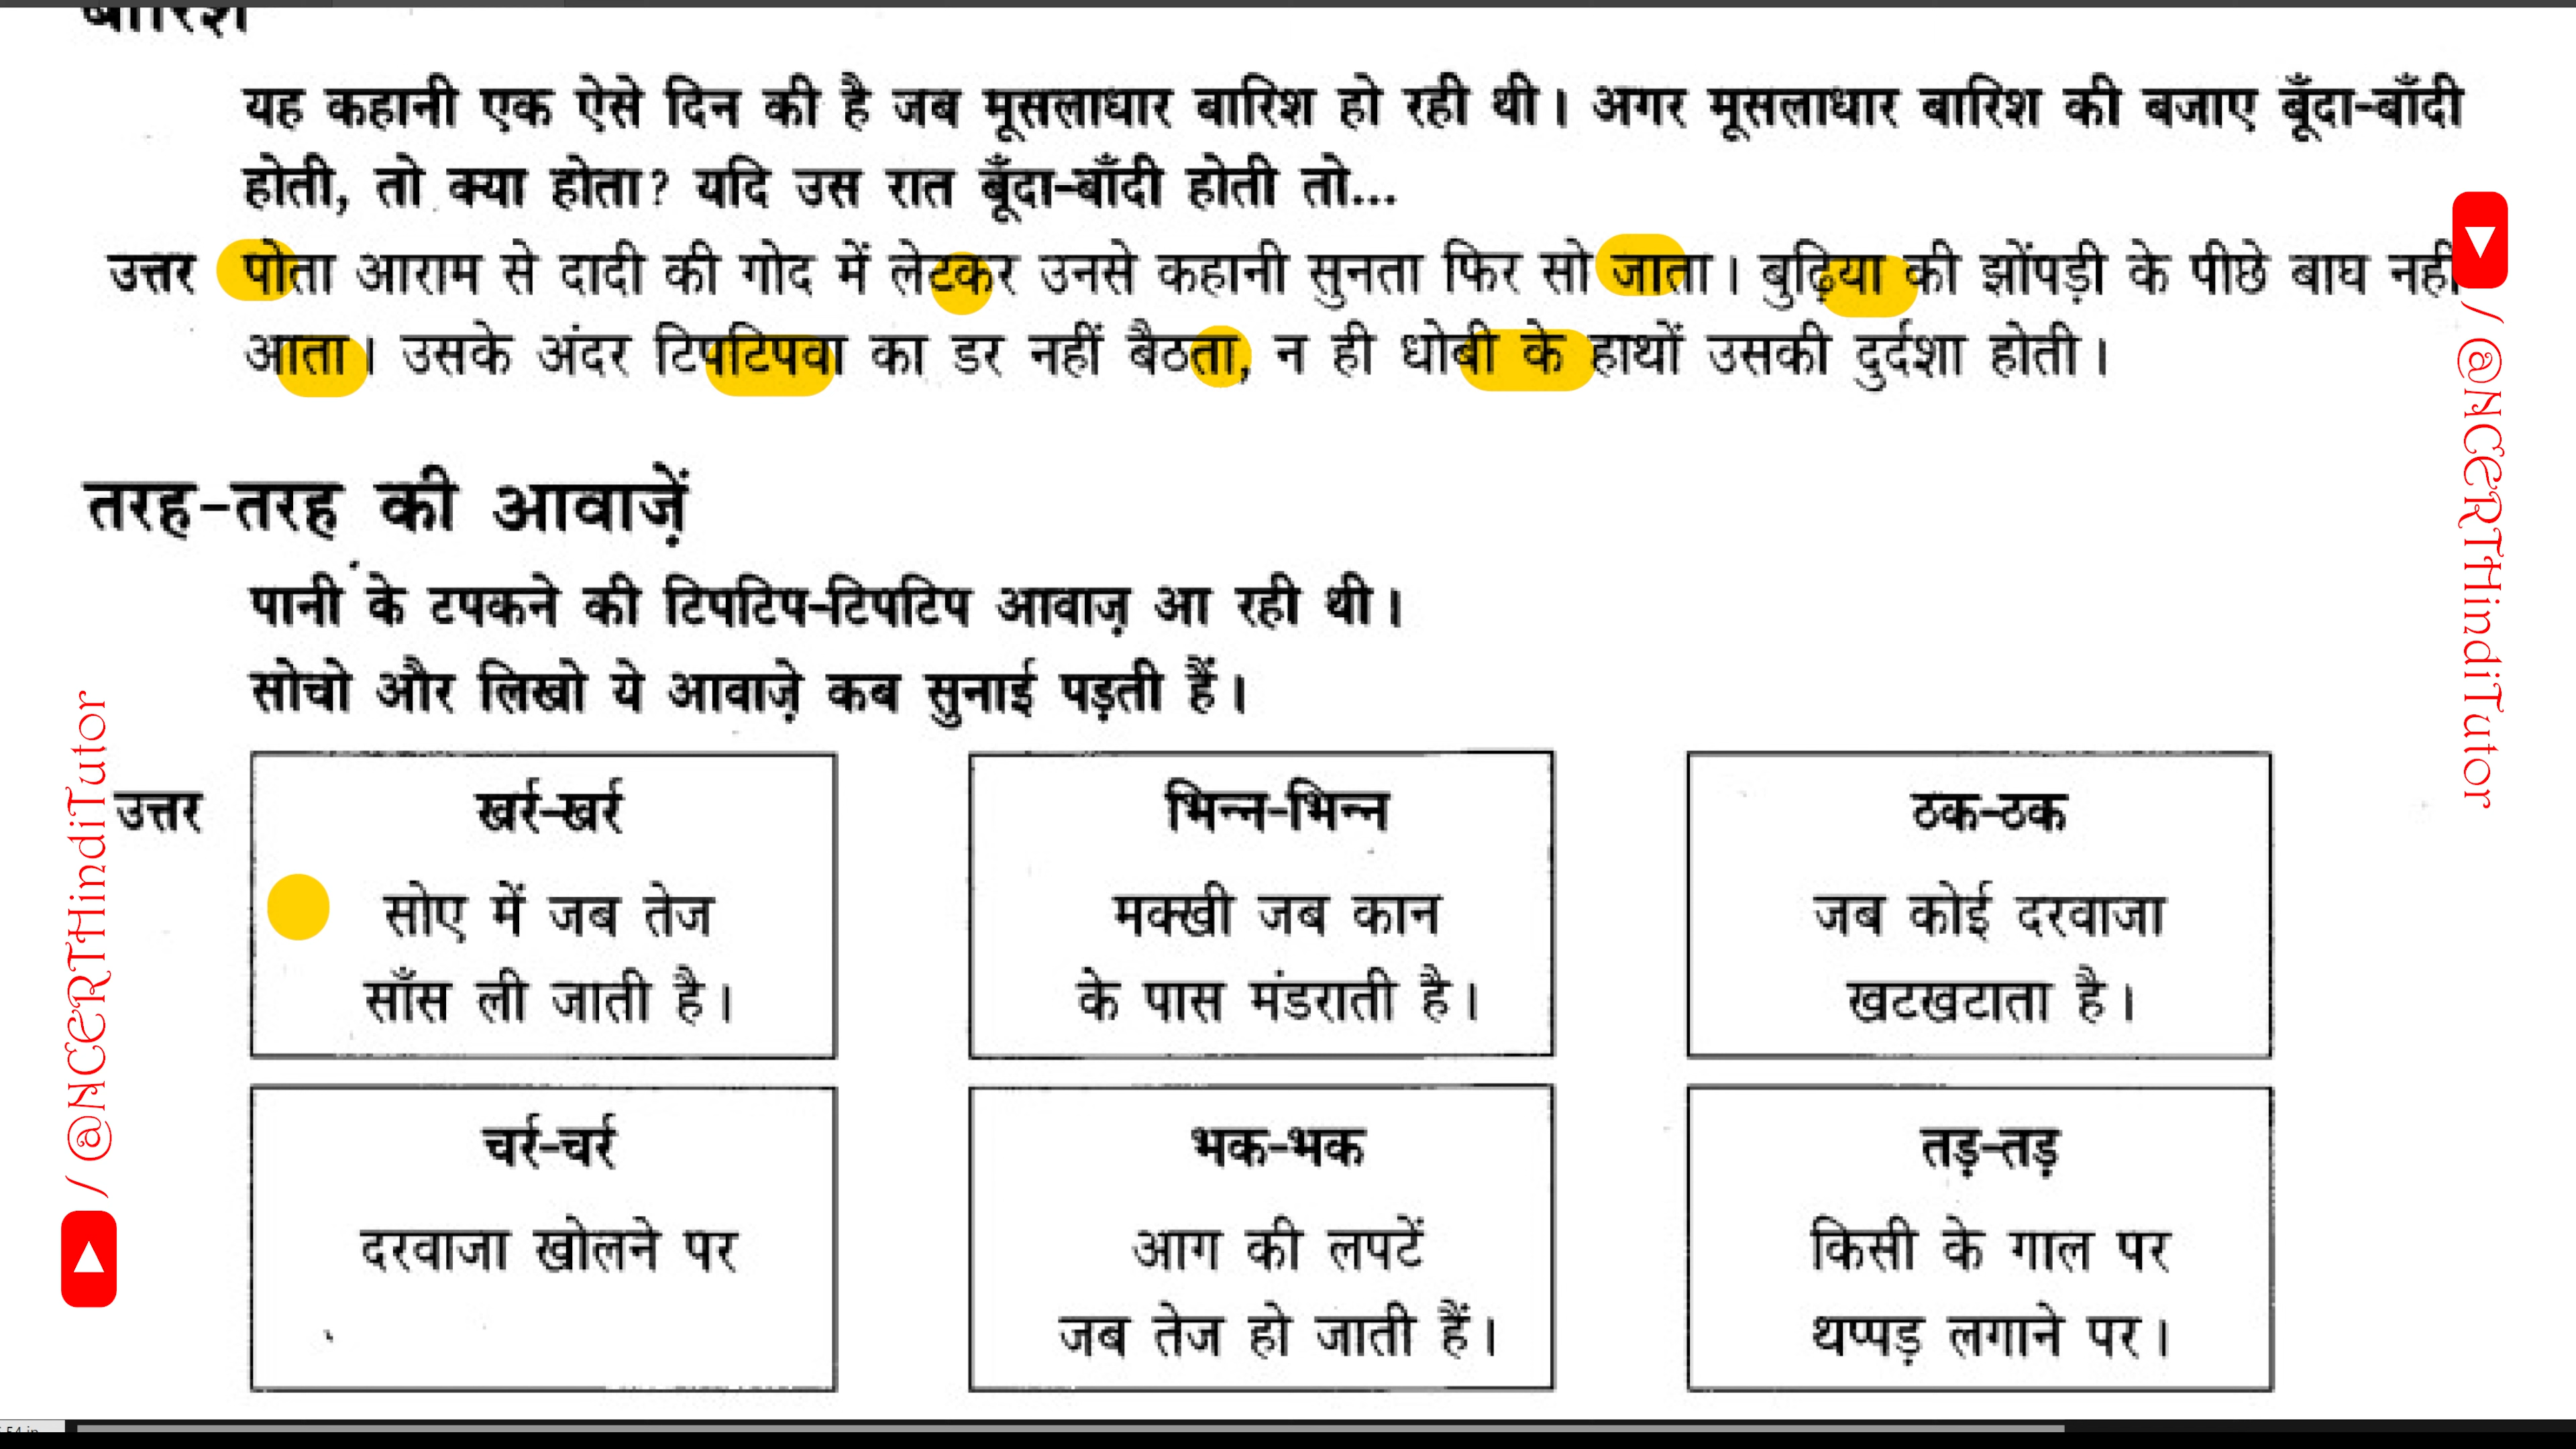 बारिश
यह कहानी एक ऐसे दिन की है जब मूसलाधार बारिश हो रही थी। अगर मूसलाधार बारिश की बजाए बूँदा-बाँदी
होती, तो क्या होता? यदि उस रात बूँदा-बाँदी होती तो...
उत्तर पोता आराम से दादी की गोद में लेटकर उनसे कहानी सुनता फिर सो जाता। बुढ़िया की झोंपड़ी के पीछे बाघ नहीं
आता। उसके अंदर टिपटिपवा का डर नहीं बैठता, न ही धोबी के हाथों उसकी दुर्दशा होती।
तरह-तरह की आवाज़ें
पानी के टपकने की टिपटिप-टिपटिप आवाज़ आ रही थी।
सोचो और लिखो ये आवाज़े कब सुनाई पड़ती हैं।
उत्तर
खर्र-खर्र
सोए में जब तेज
साँस ली जाती है।
भिन्न-भिन्न
मक्खी जब कान
के पास मंडराती है।
ठक-ठक
जब कोई दरवाजा
खटखटाता है।
चर्र-चर्र
दरवाजा खोलने पर
भक-भक
आग की लपटें
जब तेज हो जाती हैं।
तड़-तड़
किसी के गाल पर
थप्पड़ लगाने पर।
/ @NCERTHindiTutor
/ @NCERTHindiTutor